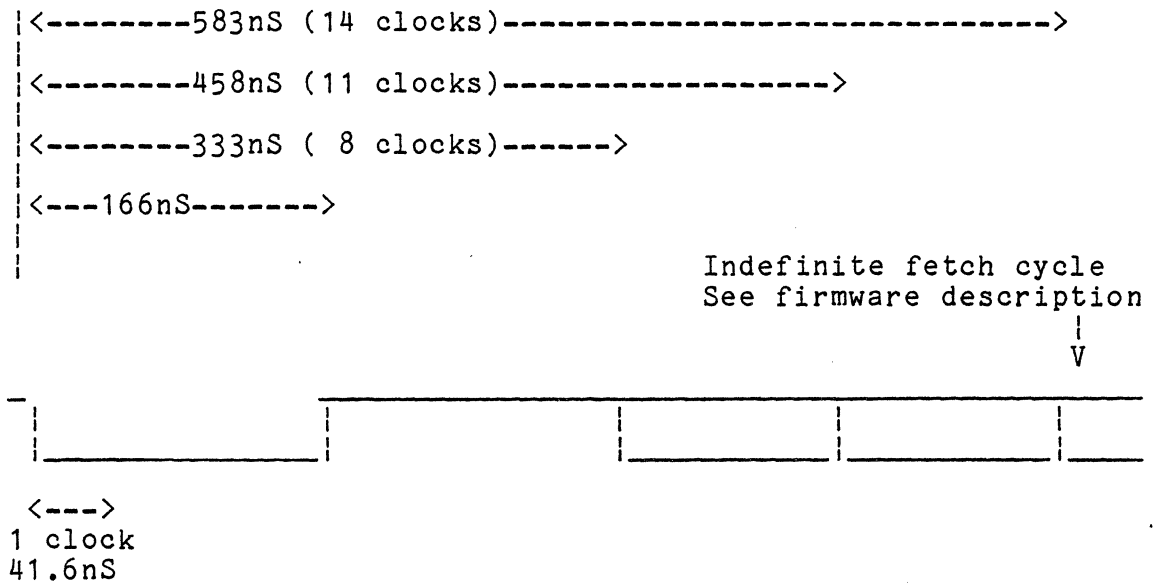 |<--------583nS (14 clocks)----------------------->
|<--------458nS (11 clocks)------------------>
|<--------333nS ( 8 clocks)------>
|<---166nS------->
Indefinite fetch cycle
See firmware description
V
<--->
1 clock
41.6nS